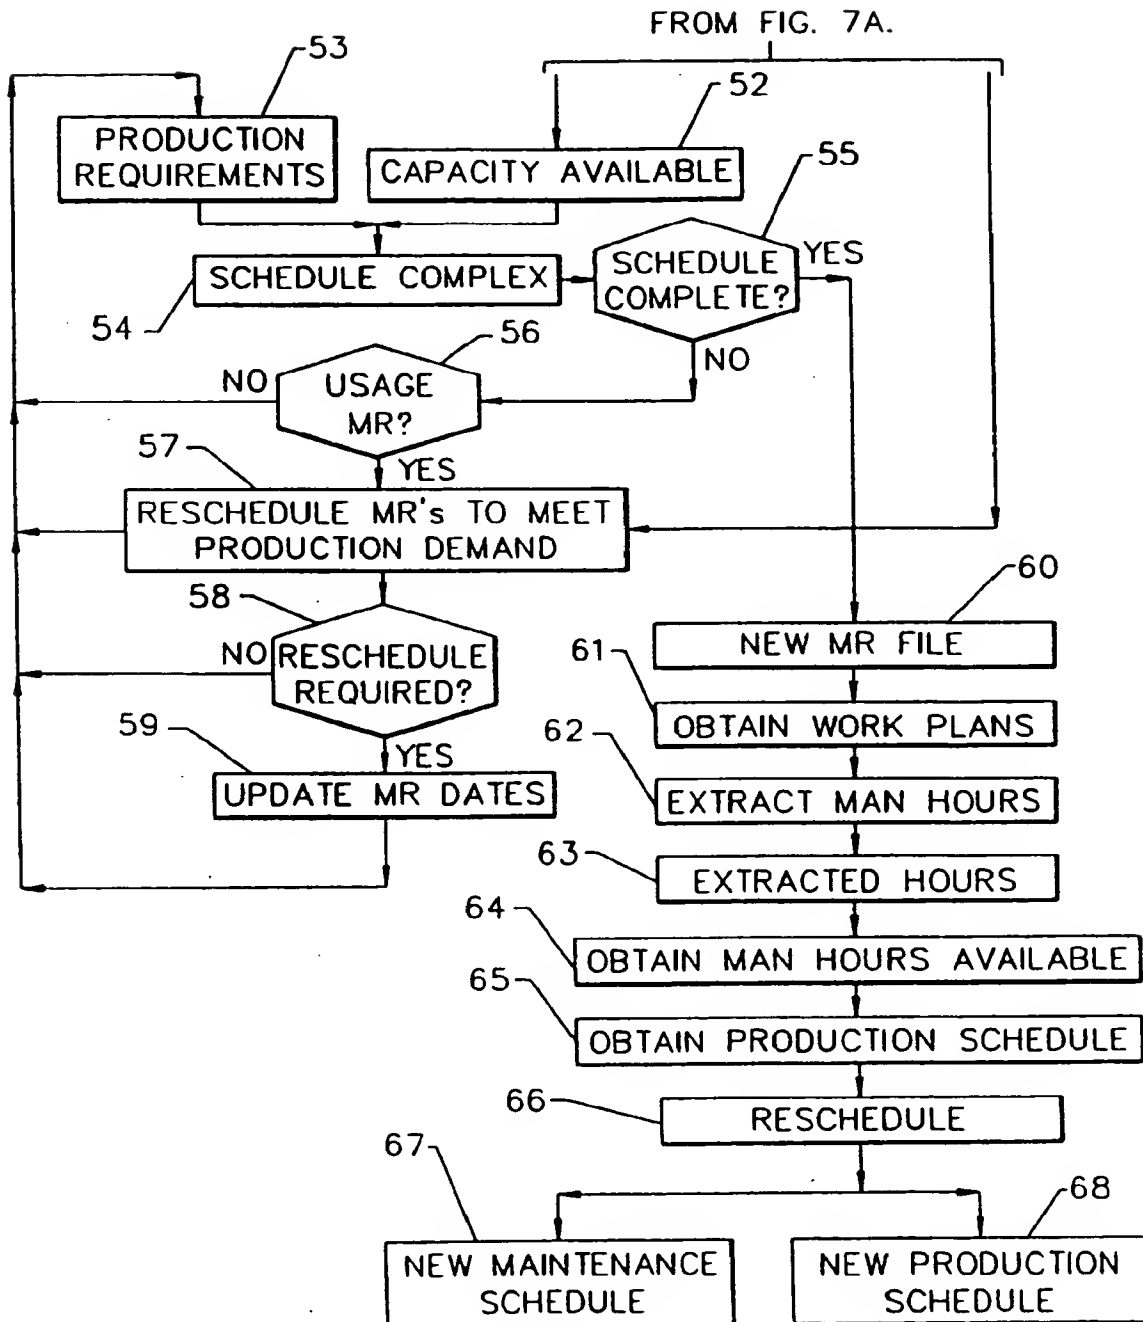 FROM FIG. 7A.
53
52
PRODUCTION
REQUIREMENTS
CAPACITY AVAILABLE
55
SCHEDULE COMPLEX
SCHEDULE
COMPLETE?
YES
54
NO
56
NO
USAGE
MR?
57
YES
RESCHEDULE MR's TO MEET
PRODUCTION DEMAND
58
NO
RESCHEDULE
REQUIRED?
59
YES
UPDATE MR DATES
60
NEW MR FILE
61
OBTAIN WORK PLANS
62
EXTRACT MAN HOURS
63
EXTRACTED HOURS
64
OBTAIN MAN HOURS AVAILABLE
65
OBTAIN PRODUCTION SCHEDULE
66
RESCHEDULE
67
68
NEW MAINTENANCE
SCHEDULE
NEW PRODUCTION
SCHEDULE